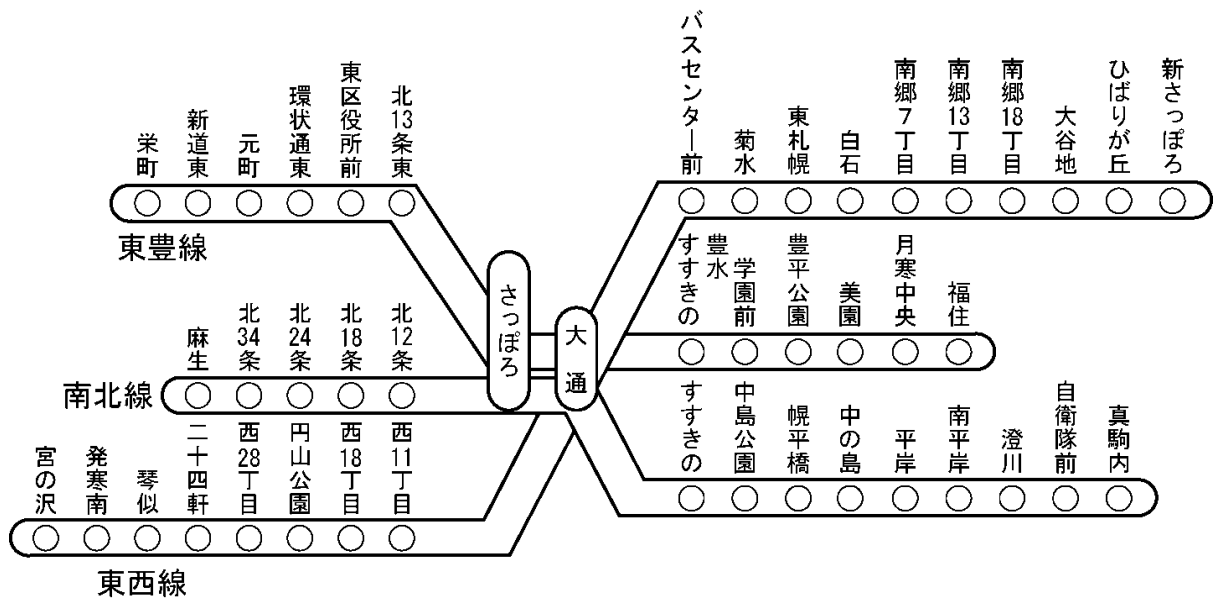 栄町
新道東
元町
環状通東
東区役所前
北13条東
東豊線
さっぽろ
大通
バスセンター前
菊水
東札幌
白石
南郷7丁目
南郷13丁目
南郷18丁目
大谷地
ひばりが丘
新さっぽろ
豊水
すすきの
学園前
豊平公園
美園
月寒中央
福住
麻生
北34条
北24条
北18条
北12条
南北線
すすきの
中島公園
幌平橋
中の島
平岸
南平岸
澄川
自衛隊前
真駒内
宮の沢
発寒南
琴似
二十四軒
西28丁目
円山公園
西18丁目
西11丁目
東西線